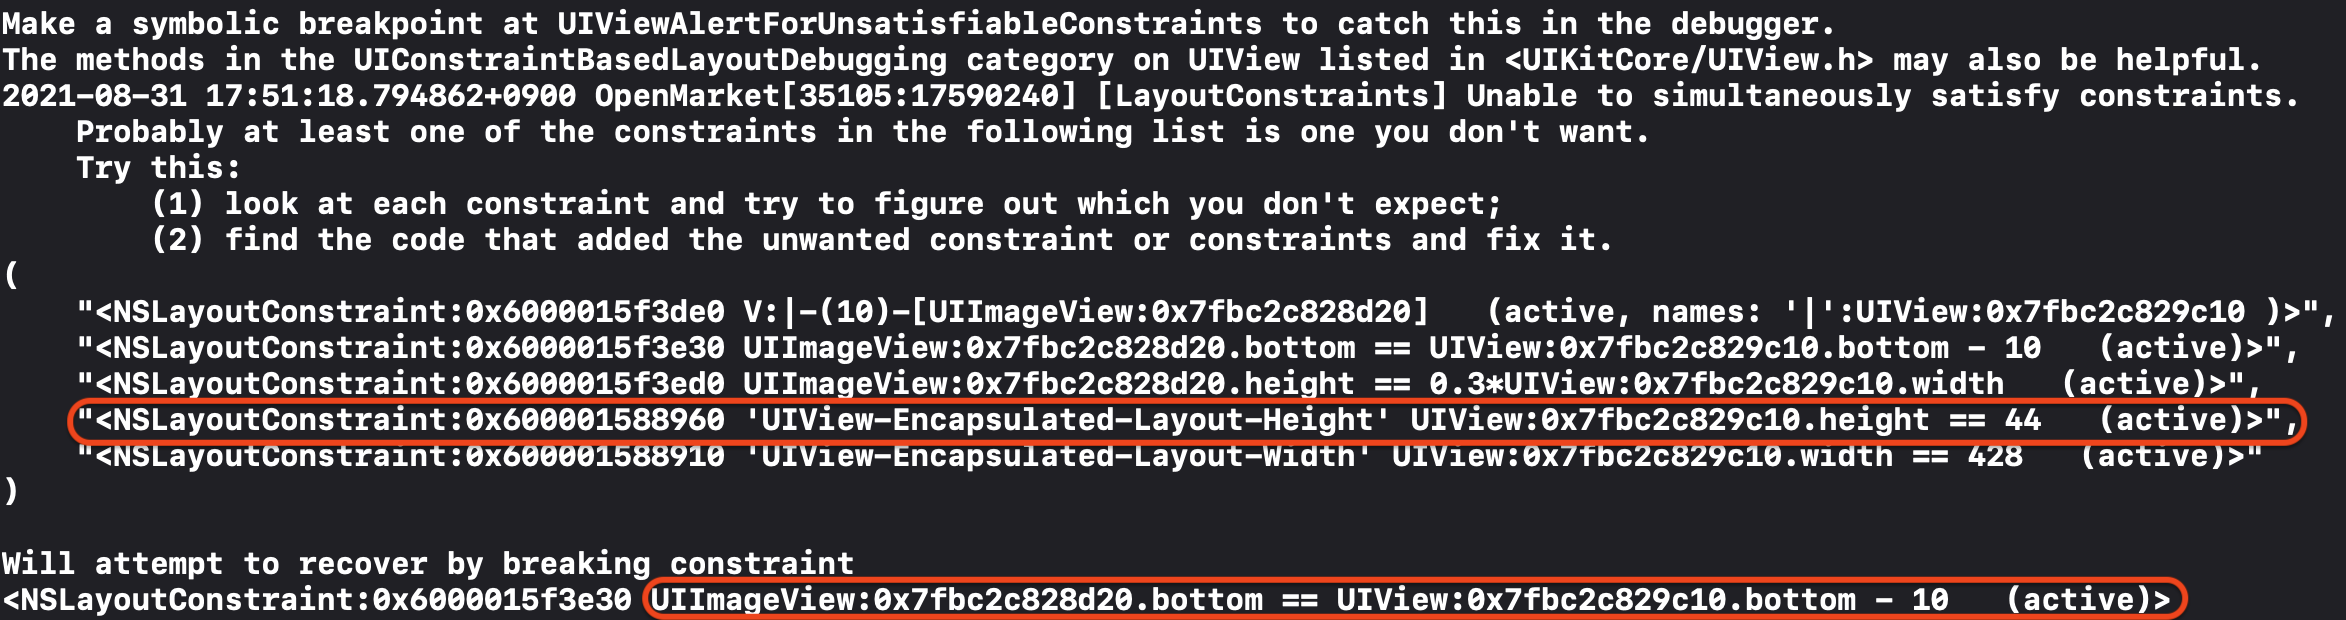 Make a symbolic breakpoint at UIViewAlertForUnsatisfiableConstraints to catch this in the debugger.
The methods in the UIConstraintBasedLayoutDebugging category on UIView listed in <UIKitCore/UIView.h> may also be helpful.
2021-08-31 17:51:18.794862+0900 OpenMarket[35105:17590240] [LayoutConstraints] Unable to simultaneously satisfy constraints.
    Probably at least one of the constraints in the following list is one you don't want.
    Try this:
        (1) look at each constraint and try to figure out which you don't expect;
        (2) find the code that added the unwanted constraint or constraints and fix it.
(
    "<NSLayoutConstraint:0x6000015f3de0 V:|-(10)-[UIImageView:0x7fbc2c828d20]   (active, names: '|':UIView:0x7fbc2c829c10 )>",
    "<NSLayoutConstraint:0x6000015f3e30 UIImageView:0x7fbc2c828d20.bottom == UIView:0x7fbc2c829c10.bottom - 10   (active)>",
    "<NSLayoutConstraint:0x6000015f3ed0 UIImageView:0x7fbc2c828d20.height == 0.3*UIView:0x7fbc2c829c10.width   (active)>",
    "<NSLayoutConstraint:0x600001588960 'UIView-Encapsulated-Layout-Height' UIView:0x7fbc2c829c10.height == 44   (active)>",
    "<NSLayoutConstraint:0x600001588910 'UIView-Encapsulated-Layout-Width' UIView:0x7fbc2c829c10.width == 428   (active)>"
)
Will attempt to recover by breaking constraint
<NSLayoutConstraint:0x6000015f3e30 UIImageView:0x7fbc2c828d20.bottom == UIView:0x7fbc2c829c10.bottom - 10   (active)>